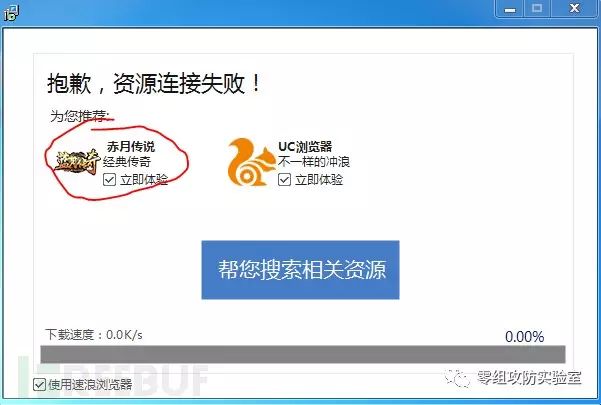 抱歉，资源连接失败！
为您推荐:
赤月传说
经典传奇
立即体验
UC浏览器
不一样的冲浪
立即体验
帮您搜索相关资源
下载速度：0.0K/s
0.00%
使用速浪浏览器
REEBUF
零组攻防实验室